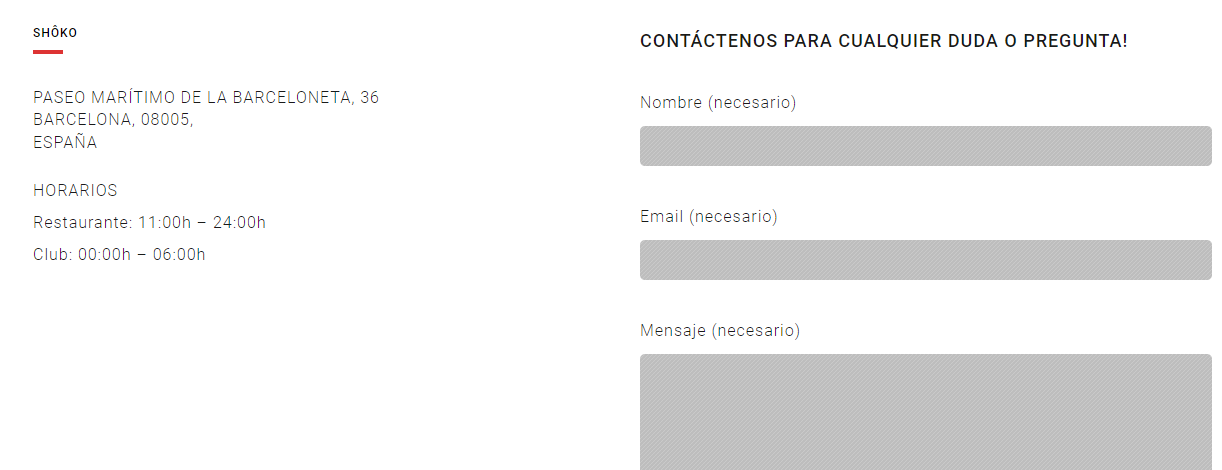 SHÔKO
PASEO MARÍTIMO DE LA BARCELONETA, 36
BARCELONA, 08005,
ESPAÑA
HORARIOS
Restaurante: 11:00h – 24:00h
Club: 00:00h – 06:00h
CONTÁCTENOS PARA CUALQUIER DUDA O PREGUNTA!
Nombre (necesario)
Email (necesario)
Mensaje (necesario)